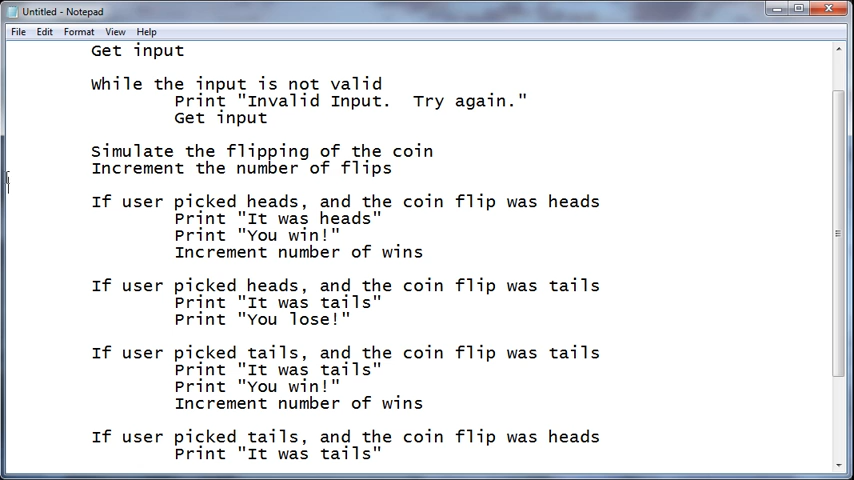 Untitled - Notepad
File Edit Format View Help
Get input
While the input is not valid
Print "Invalid Input.  Try again."
Get input
Simulate the flipping of the coin
Increment the number of flips
If user picked heads, and the coin flip was heads
Print "It was heads"
Print "You win!"
Increment number of wins
If user picked heads, and the coin flip was tails
Print "It was tails"
Print "You lose!"
If user picked tails, and the coin flip was tails
Print "It was tails"
Print "You win!"
Increment number of wins
If user picked tails, and the coin flip was heads
Print "It was tails"